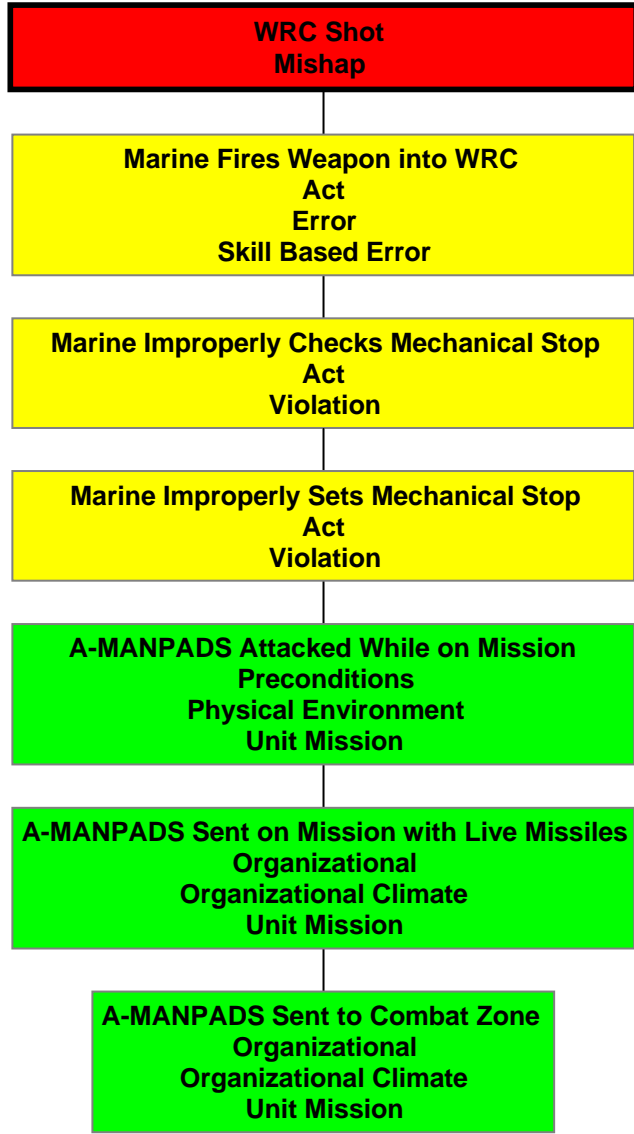 WRC Shot
Mishap
Marine Fires Weapon into WRC
Act
Error
Skill Based Error
Marine Improperly Checks Mechanical Stop
Act
Violation
Marine Improperly Sets Mechanical Stop
Act
Violation
A-MANPADS Attacked While on Mission
Preconditions
Physical Environment
Unit Mission
A-MANPADS Sent on Mission with Live Missiles
Organizational
Organizational Climate
Unit Mission
A-MANPADS Sent to Combat Zone
Organizational
Organizational Climate
Unit Mission